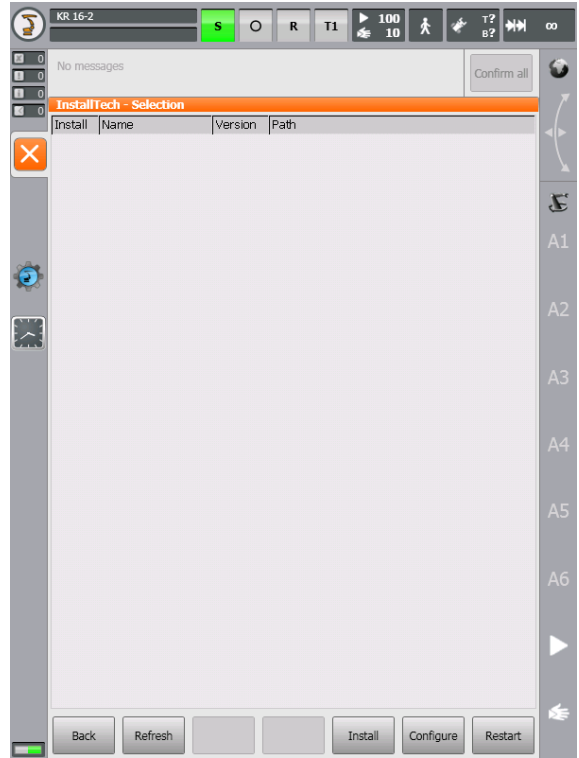 KR 16-2
S O R T1 100 10 T? B? ∞
0
0
0
0
No messages
Confirm all
InstallTech - Selection
Install Name Version Path
A1
A2
A3
A4
A5
A6
Back Refresh Install Configure Restart